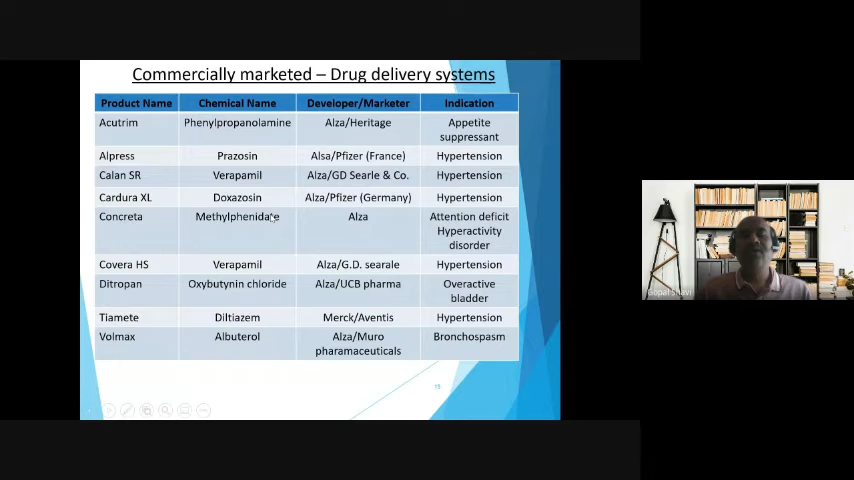 Commercially marketed – Drug delivery systems
Product Name Chemical Name Developer/Marketer Indication
Acutrim Phenylpropanolamine Alza/Heritage Appetite
suppressant
Alpress Prazosin Alsa/Pfizer (France) Hypertension
Calan SR Verapamil Alza/GD Searle & Co. Hypertension
Cardura XL Doxazosin Alza/Pfizer (Germany) Hypertension
Concreta Methylphenidate Alza Attention deficit
Hyperactivity
disorder
Covera HS Verapamil Alza/G.D. searale Hypertension
Ditropan Oxybutynin chloride Alza/UCB pharma Overactive
bladder
Tiamete Diltiazem Merck/Aventis Hypertension
Volmax Albuterol Alza/Muro Bronchospasm
pharamaceuticals
15
Gopal Shavi